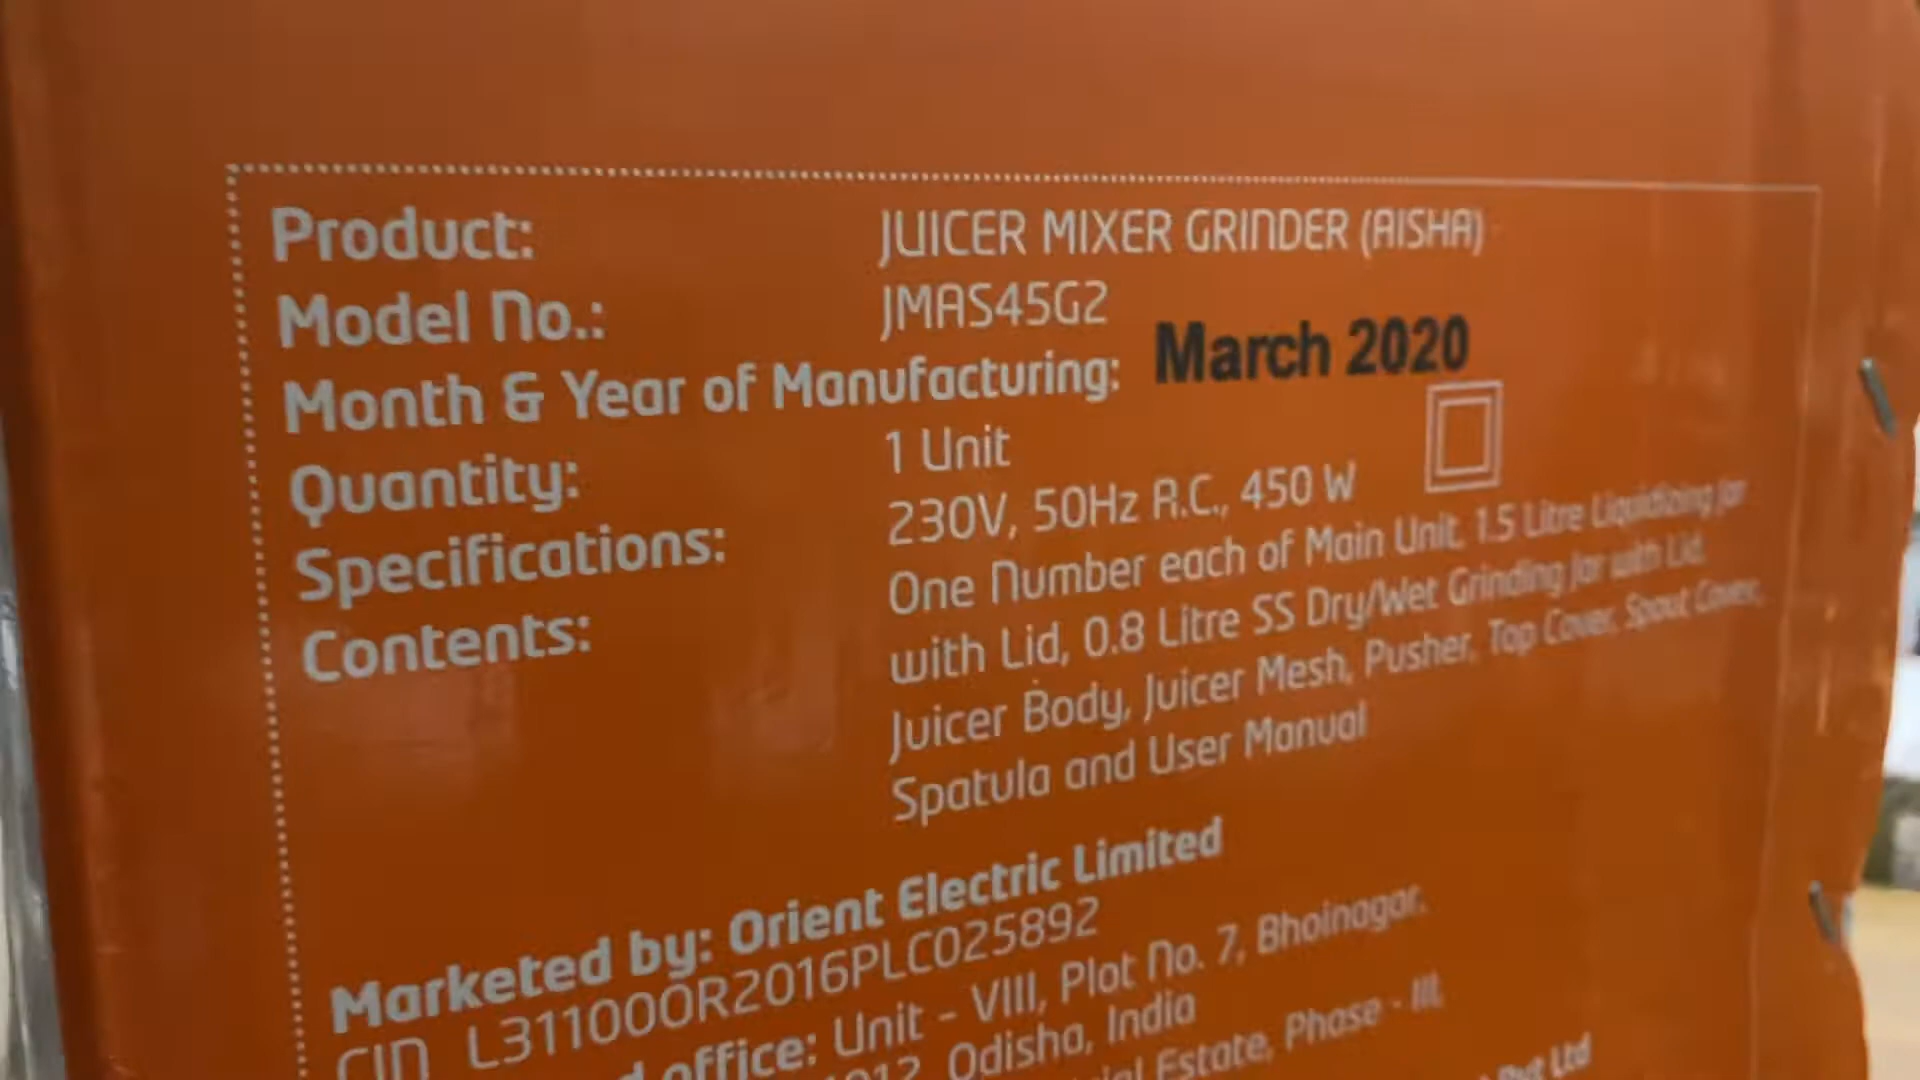 Product: JUICER MIXER GRINDER (AISHA)
Model No.: JMAS45G2
Month & Year of Manufacturing: March 2020
Quantity: 1 Unit
Specifications: 230V, 50Hz A.C., 450 W
Contents: One Number each of Main Unit, 1.5 Litre Liquidizing Jar
with Lid, 0.8 Litre SS Dry/Wet Grinding Jar with Lid,
Juicer Body, Juicer Mesh, Pusher, Top Cover, Spout Cover,
Spatula and User Manual
Marketed by: Orient Electric Limited
CIN L311000R2016PLC025892
office: Unit - VIII, Plot No. 7, Bhoinagar,
Odisha, India
Estate, Phase - III,
Pvt Ltd